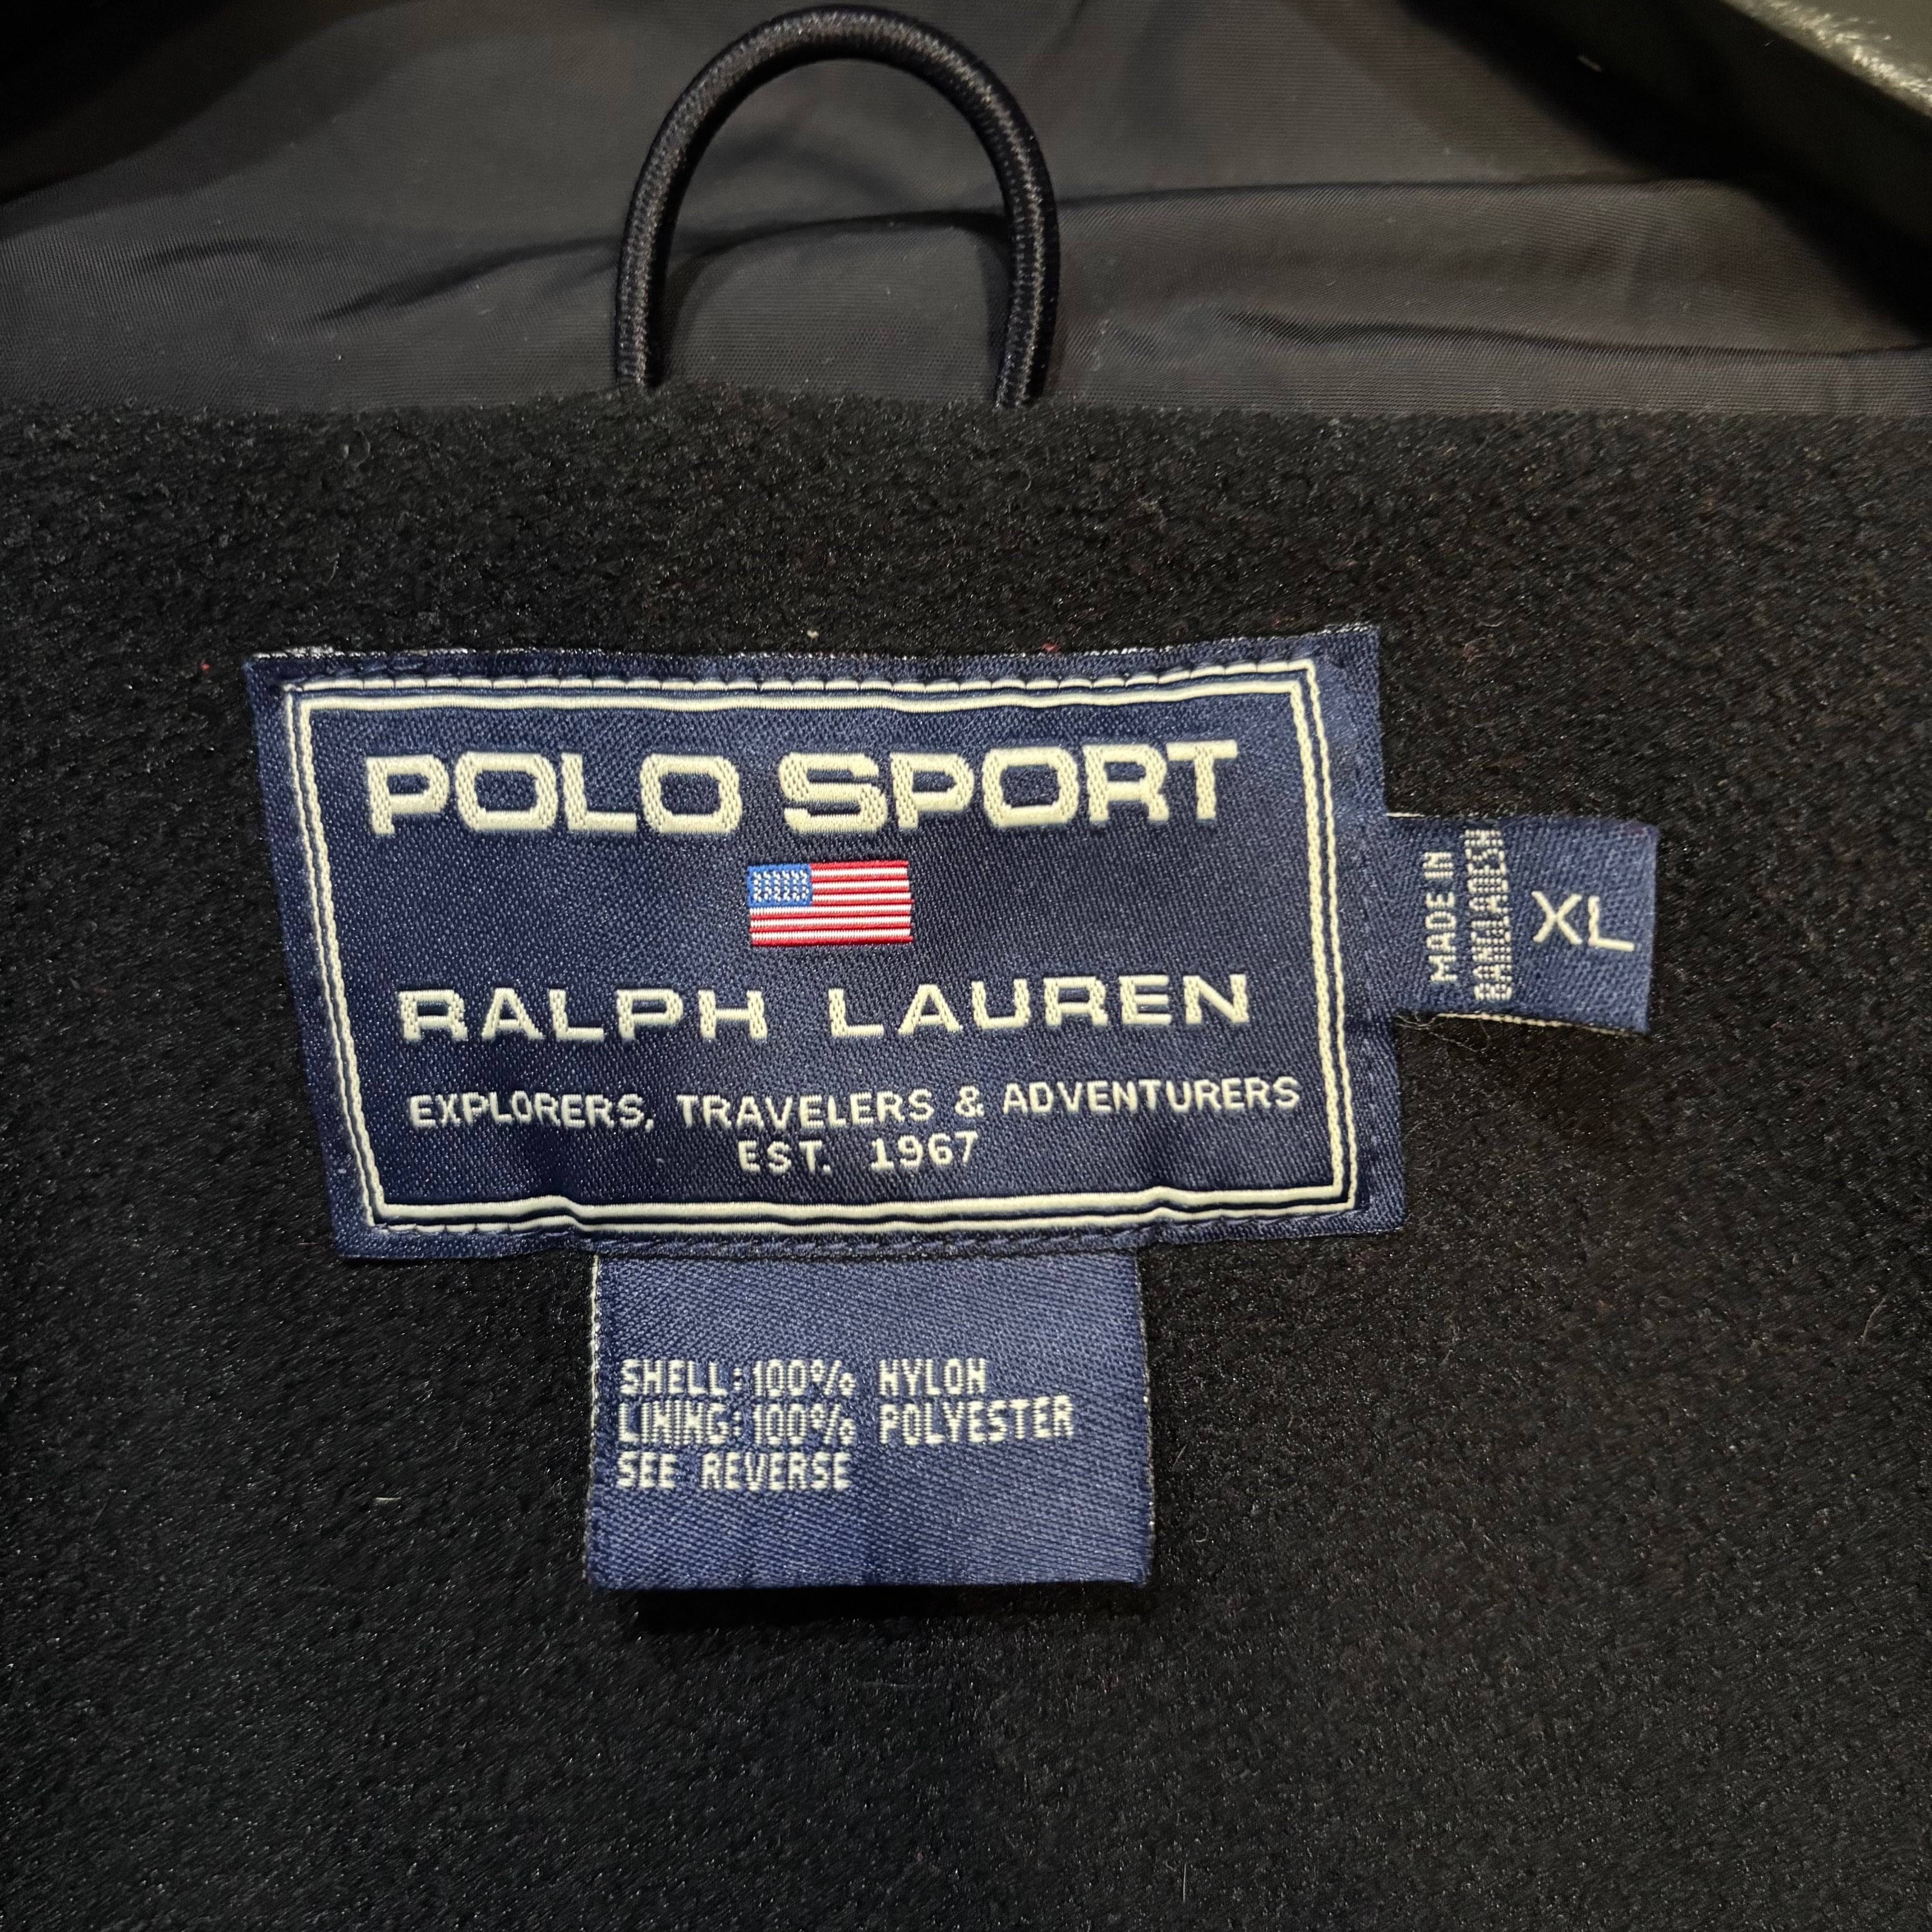 POLO SPORT
RALPH LAUREN
EXPLORERS, TRAVELERS & ADVENTURERS
EST. 1967
MADE IN
BANGLADESH
XL
SHELL: 100% NYLON
LINING: 100% POLYESTER
SEE REVERSE